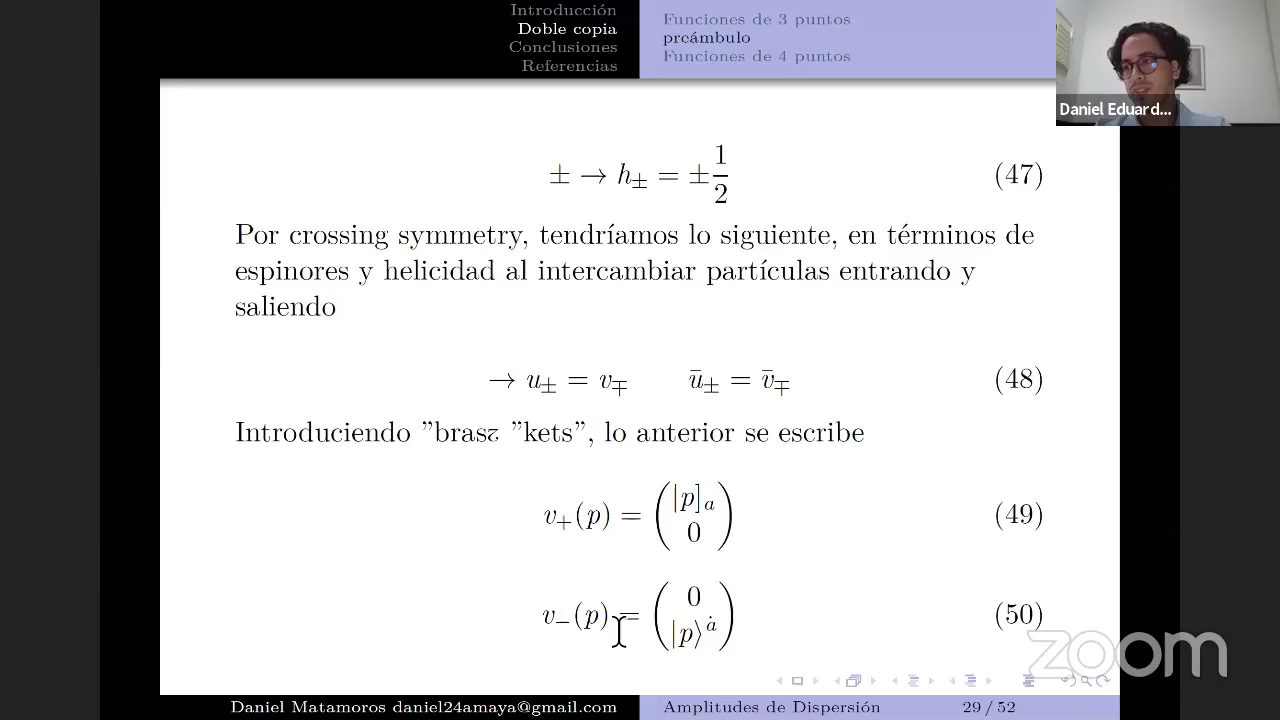 Introducción
Doble copia
Conclusiones
Referencias
Funciones de 3 puntos
preámbulo
Funciones de 4 puntos
Daniel Eduard...
± → h± = ±1/2 (47)
Por crossing symmetry, tendríamos lo siguiente, en términos de
espinores y helicidad al intercambiar partículas entrando y
saliendo
→ u± = v∓ ū± = v̄∓ (48)
Introduciendo ”brasz ”kets”, lo anterior se escribe
v₊(p) = (|p]ₐ
0) (49)
v₋(p) = (0
|p⟩^ȧ) (50)
zoom
Daniel Matamoros daniel24amaya@gmail.com
Amplitudes de Dispersión
29 / 52